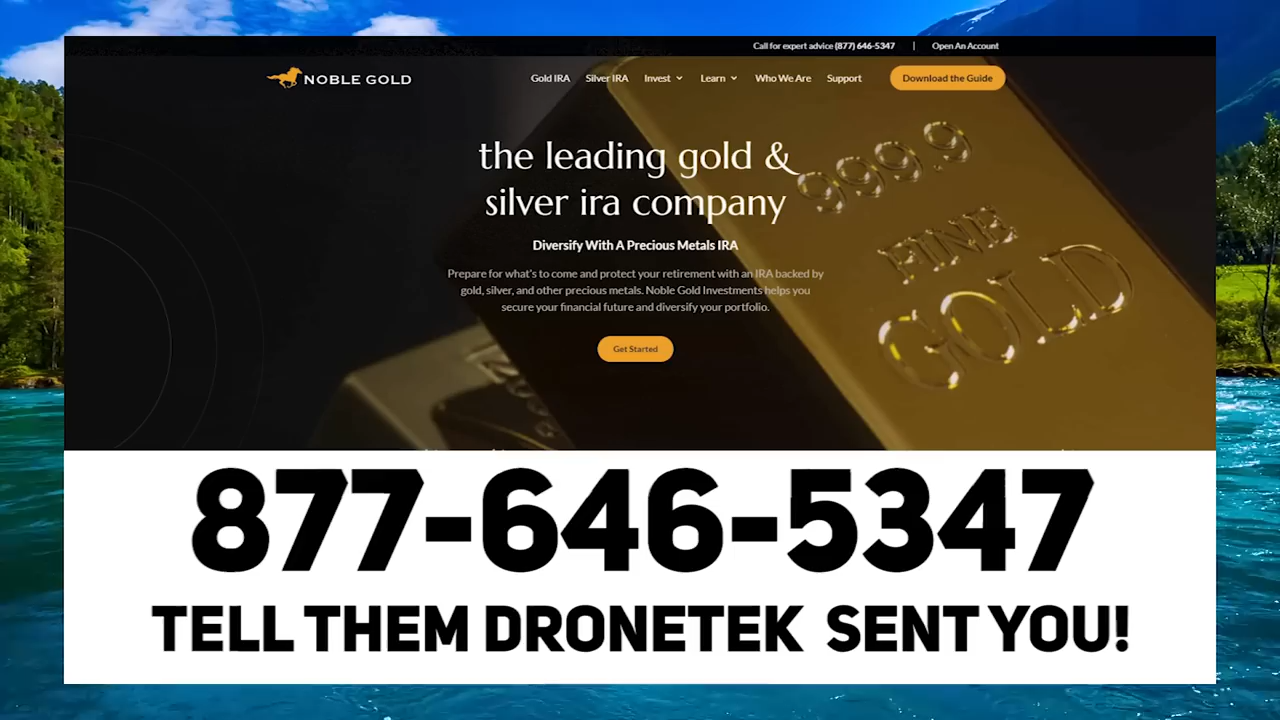 Call for expert advice (877) 646-5347 | Open An Account
NOBLE GOLD Gold IRA Silver IRA Invest Learn Who We Are Support Download the Guide
the leading gold &
silver ira company
Diversify With A Precious Metals IRA
Prepare for what's to come and protect your retirement with an IRA backed by
gold, silver, and other precious metals. Noble Gold Investments helps you
secure your financial future and diversify your portfolio.
Get Started
999.9
FINE
GOLD
877-646-5347
TELL THEM DRONETEK SENT YOU!